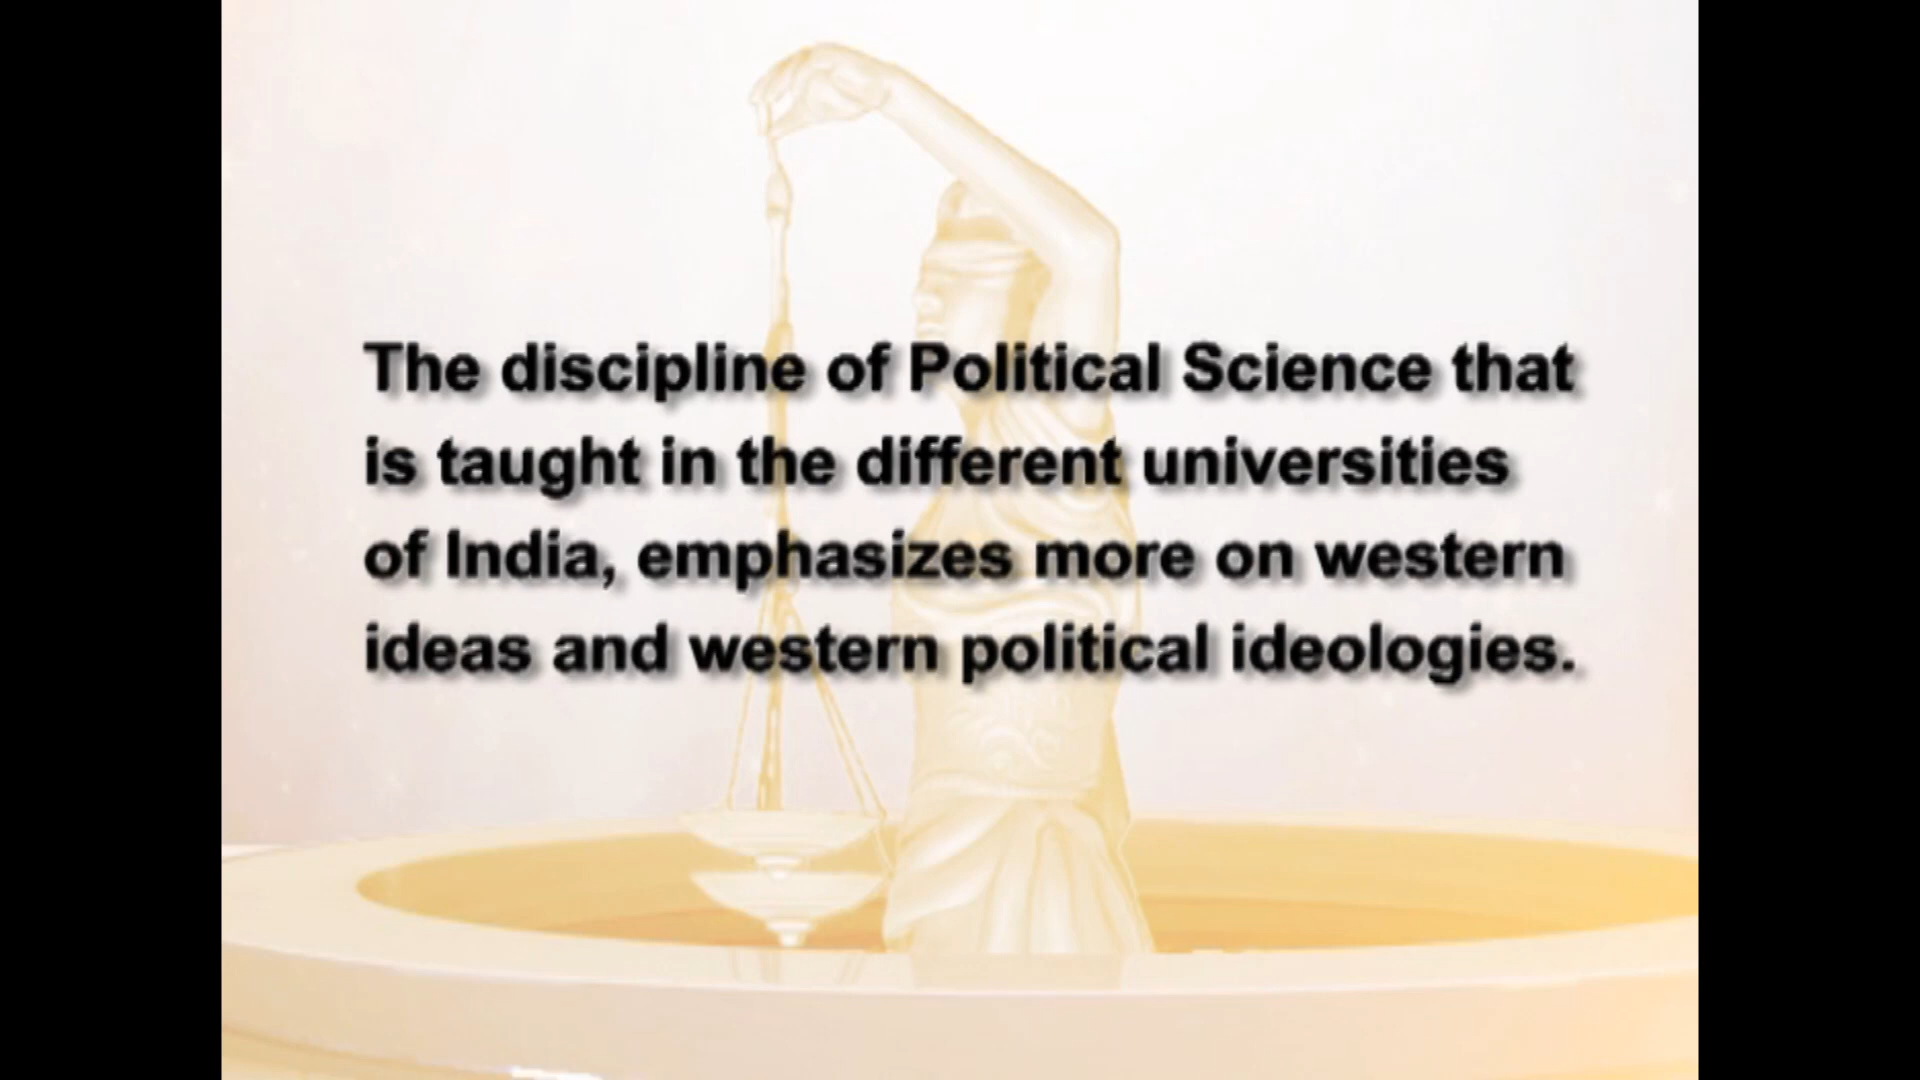 The discipline of Political Science that
is taught in the different universities
of India, emphasizes more on western
ideas and western political ideologies.